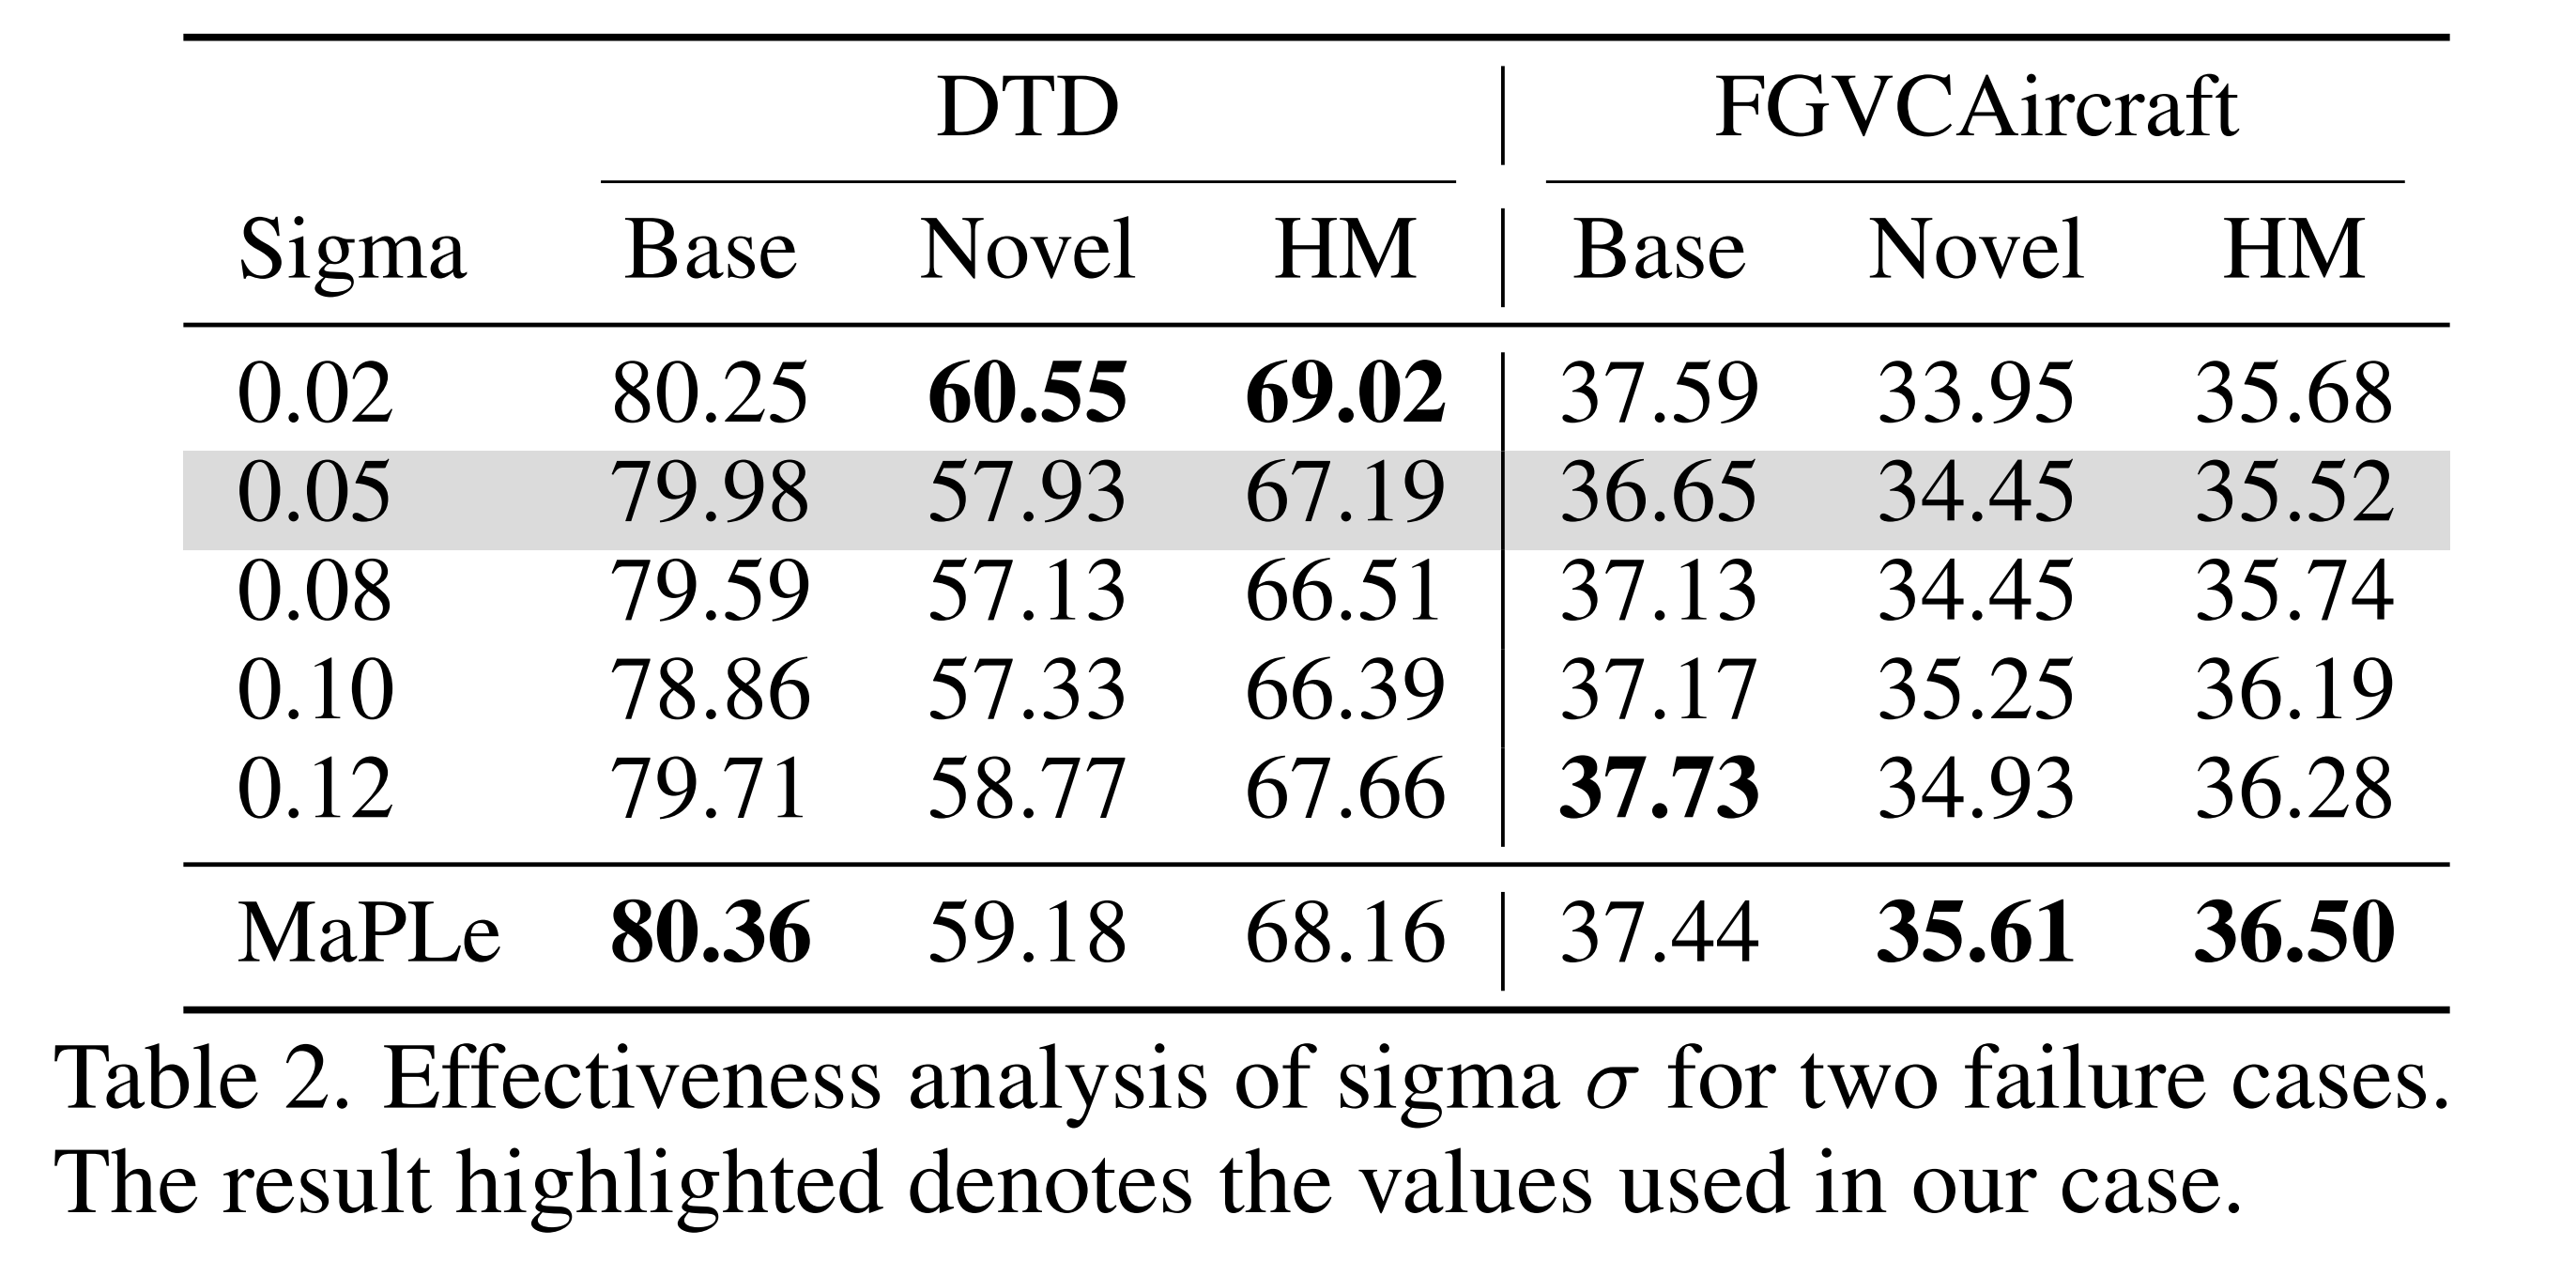 DTD FGVCAircraft
Sigma Base Novel HM Base Novel HM
0.02 80.25 60.55 69.02 37.59 33.95 35.68
0.05 79.98 57.93 67.19 36.65 34.45 35.52
0.08 79.59 57.13 66.51 37.13 34.45 35.74
0.10 78.86 57.33 66.39 37.17 35.25 36.19
0.12 79.71 58.77 67.66 37.73 34.93 36.28
MaPLe 80.36 59.18 68.16 37.44 35.61 36.50
Table 2. Effectiveness analysis of sigma σ for two failure cases.
The result highlighted denotes the values used in our case.